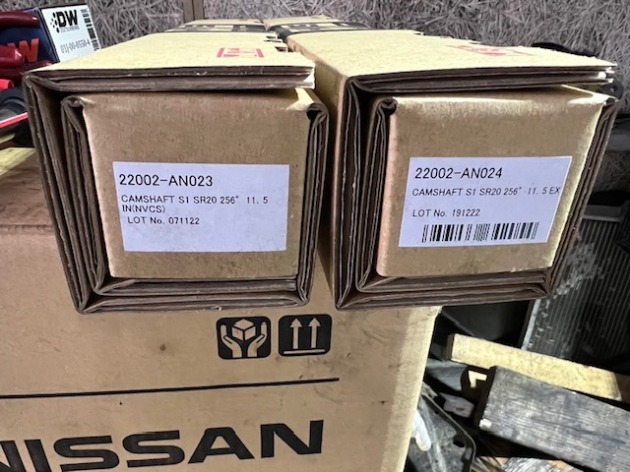 DW
W
22002-AN023
CAMSHAFT S1 SR20 256° 11.5
IN(NVCS)
LOT No. 071122
22002-AN024
CAMSHAFT S1 SR20 256° 11.5 EX
LOT No. 191222
NISSAN